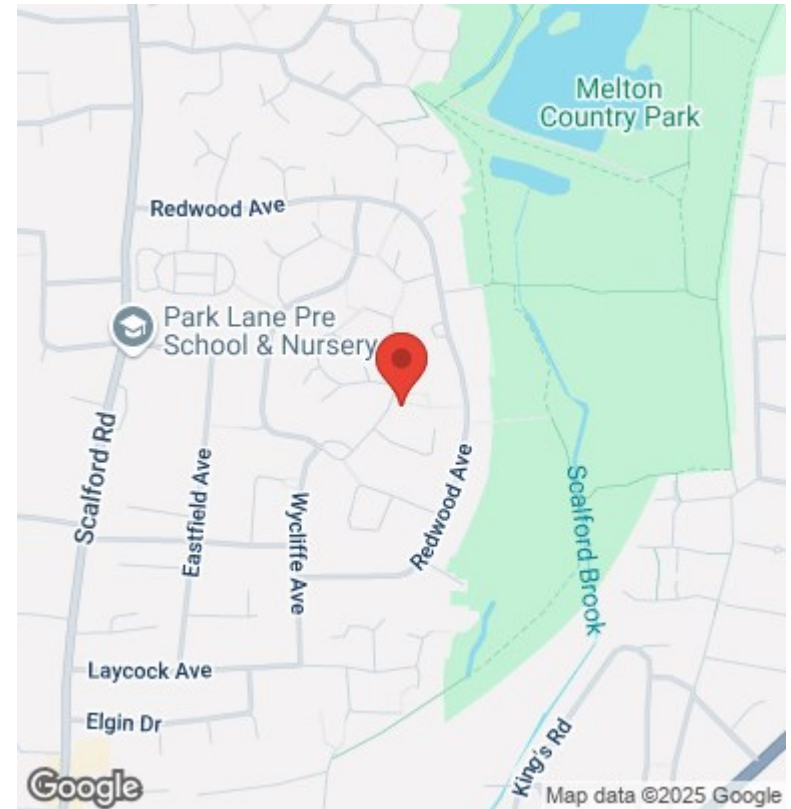 Melton
Country Park
Redwood Ave
Park Lane Pre
School & Nursery
Scalford Rd
Eastfield Ave
Wycliffe Ave
Redwood Ave
Scalford Brook
Laycock Ave
Elgin Dr
King's Rd
Google
Map data ©2025 Google